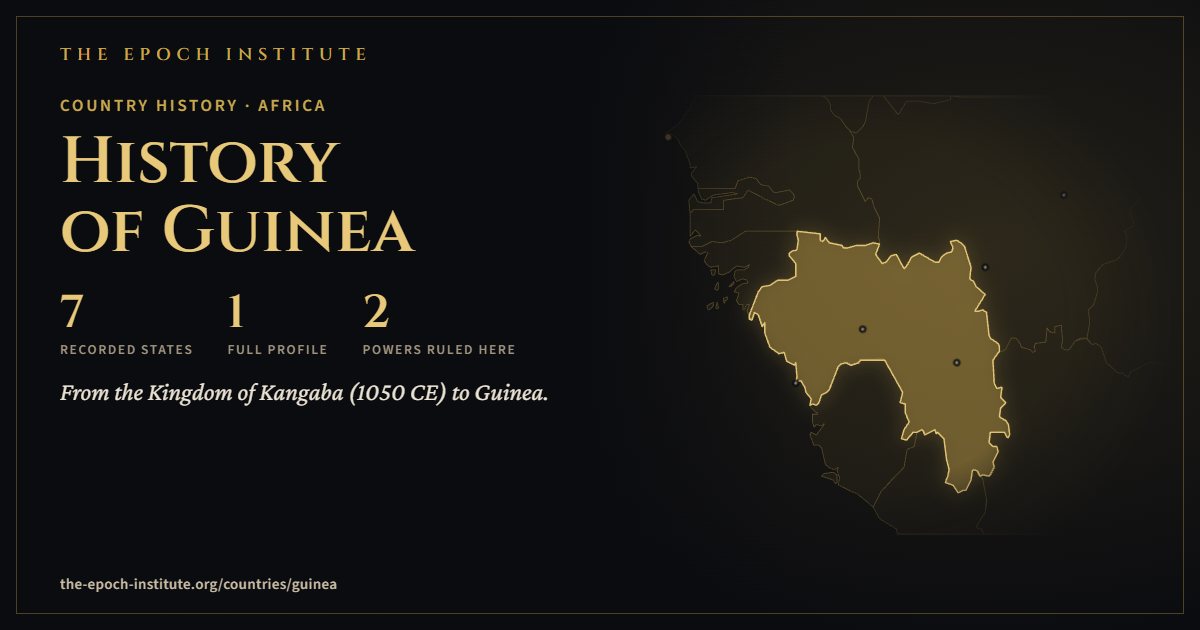 THE EPOCH INSTITUTE
COUNTRY HISTORY · AFRICA
HISTORY
OF GUINEA
7 1 2
RECORDED STATES FULL PROFILE POWERS RULED HERE
From the Kingdom of Kangaba (1050 CE) to Guinea.
the-epoch-institute.org/countries/guinea